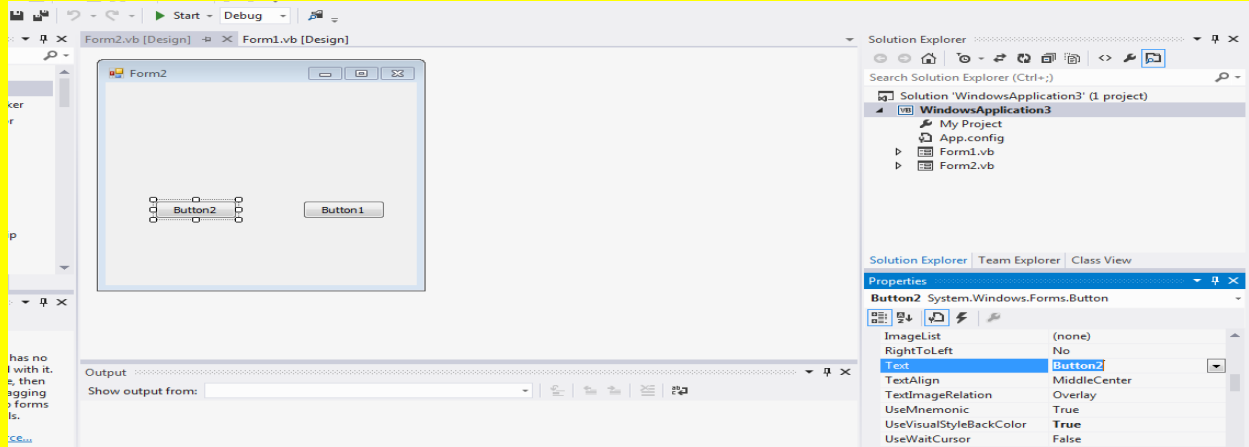 Start
Debug
Form2.vb [Design]
Form1.vb [Design]
ker
or
ip
has no
l with it.
e, then
agging
o forms
ls.
rce...
Form2
Button2
Button1
Output
Show output from:
Solution Explorer
Search Solution Explorer (Ctrl+;)
Solution 'WindowsApplication3' (1 project)
VB WindowsApplication3
My Project
App.config
Form1.vb
Form2.vb
Solution Explorer Team Explorer Class View
Properties
Button2 System.Windows.Forms.Button
ImageList (none)
RightToLeft No
Text Button2
TextAlign MiddleCenter
TextImageRelation Overlay
UseMnemonic True
UseVisualStyleBackColor True
UseWaitCursor False